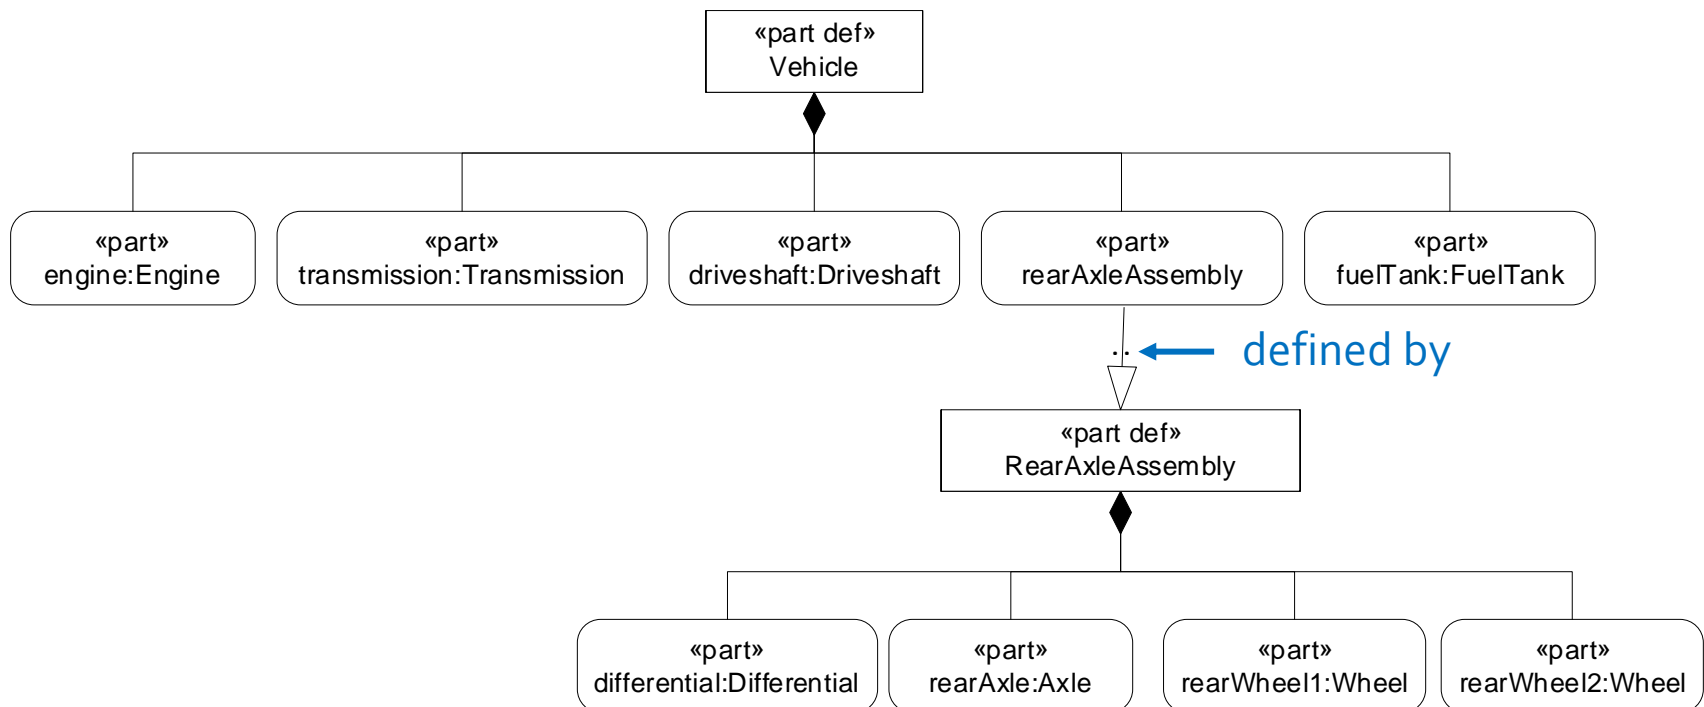 «part def»
Vehicle
«part»
engine:Engine
«part»
transmission:Transmission
«part»
driveshaft:Driveshaft
«part»
rearAxleAssembly
«part»
fuelTank:FuelTank
defined by
«part def»
RearAxleAssembly
«part»
differential:Differential
«part»
rearAxle:Axle
«part»
rearWheel1:Wheel
«part»
rearWheel2:Wheel